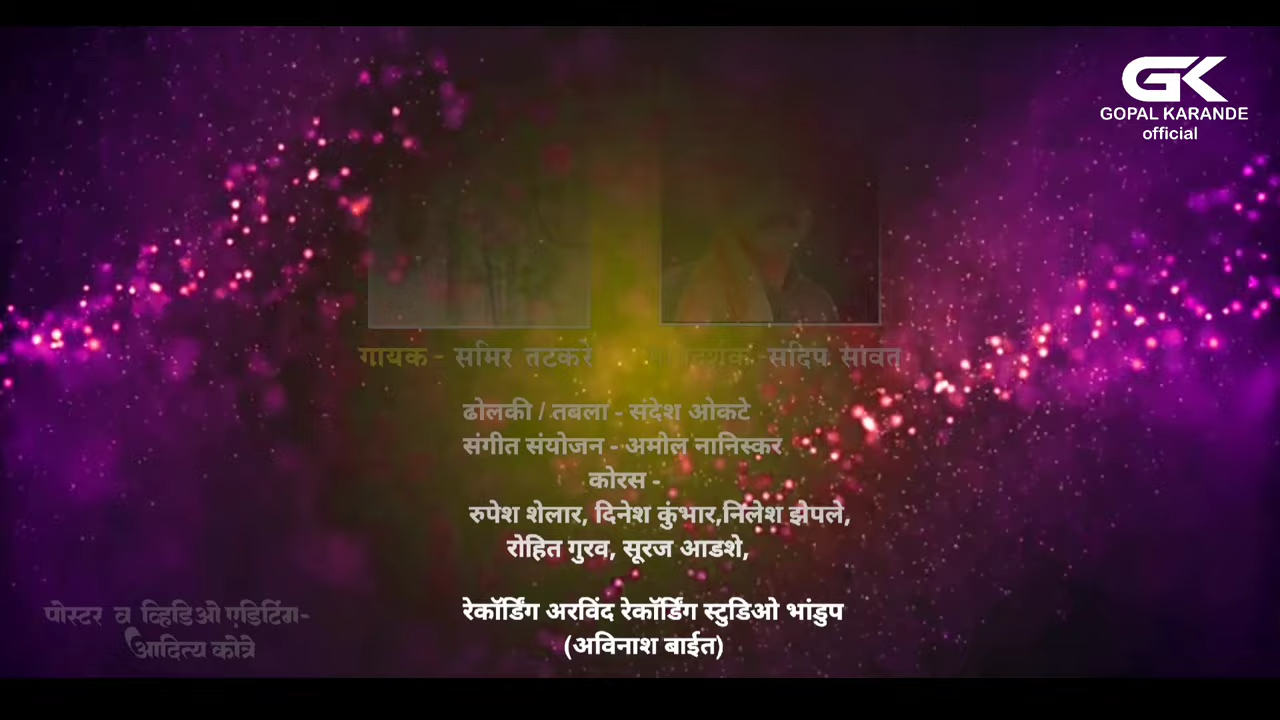 GK
GOPAL KARANDE
official
गायक - समिर तटकरे
-संदिप सावंत
ढोलकी / तबला - संदेश ओकटे
संगीत संयोजन - अमोल नानिस्कर
कोरस -
रुपेश शेलार, दिनेश कुंभार,निलेश झेपले,
रोहित गुरव, सूरज आडशे,
रेकॉर्डिंग अरविंद रेकॉर्डिंग स्टुडिओ भांडुप
(अविनाश बाईत)
पोस्टर व व्हिडिओ एडिटिंग-
आदित्य कोत्रे